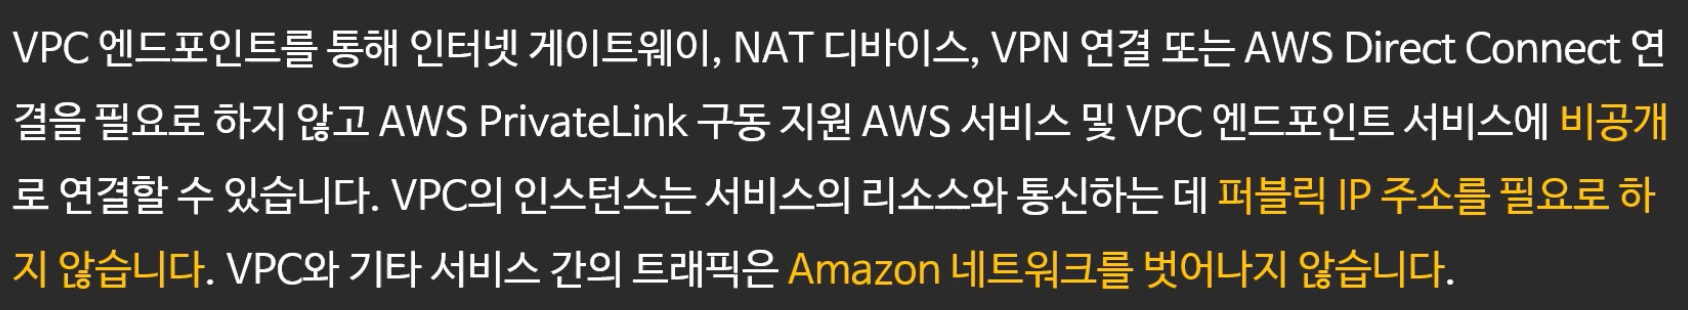 VPC 엔드포인트를 통해 인터넷 게이트웨이, NAT 디바이스, VPN 연결 또는 AWS Direct Connect 연
결을 필요로 하지 않고 AWS PrivateLink 구동 지원 AWS 서비스 및 VPC 엔드포인트 서비스에 비공개
로 연결할 수 있습니다. VPC의 인스턴스는 서비스의 리소스와 통신하는 데 퍼블릭 IP 주소를 필요로 하
지 않습니다. VPC와 기타 서비스 간의 트래픽은 Amazon 네트워크를 벗어나지 않습니다.